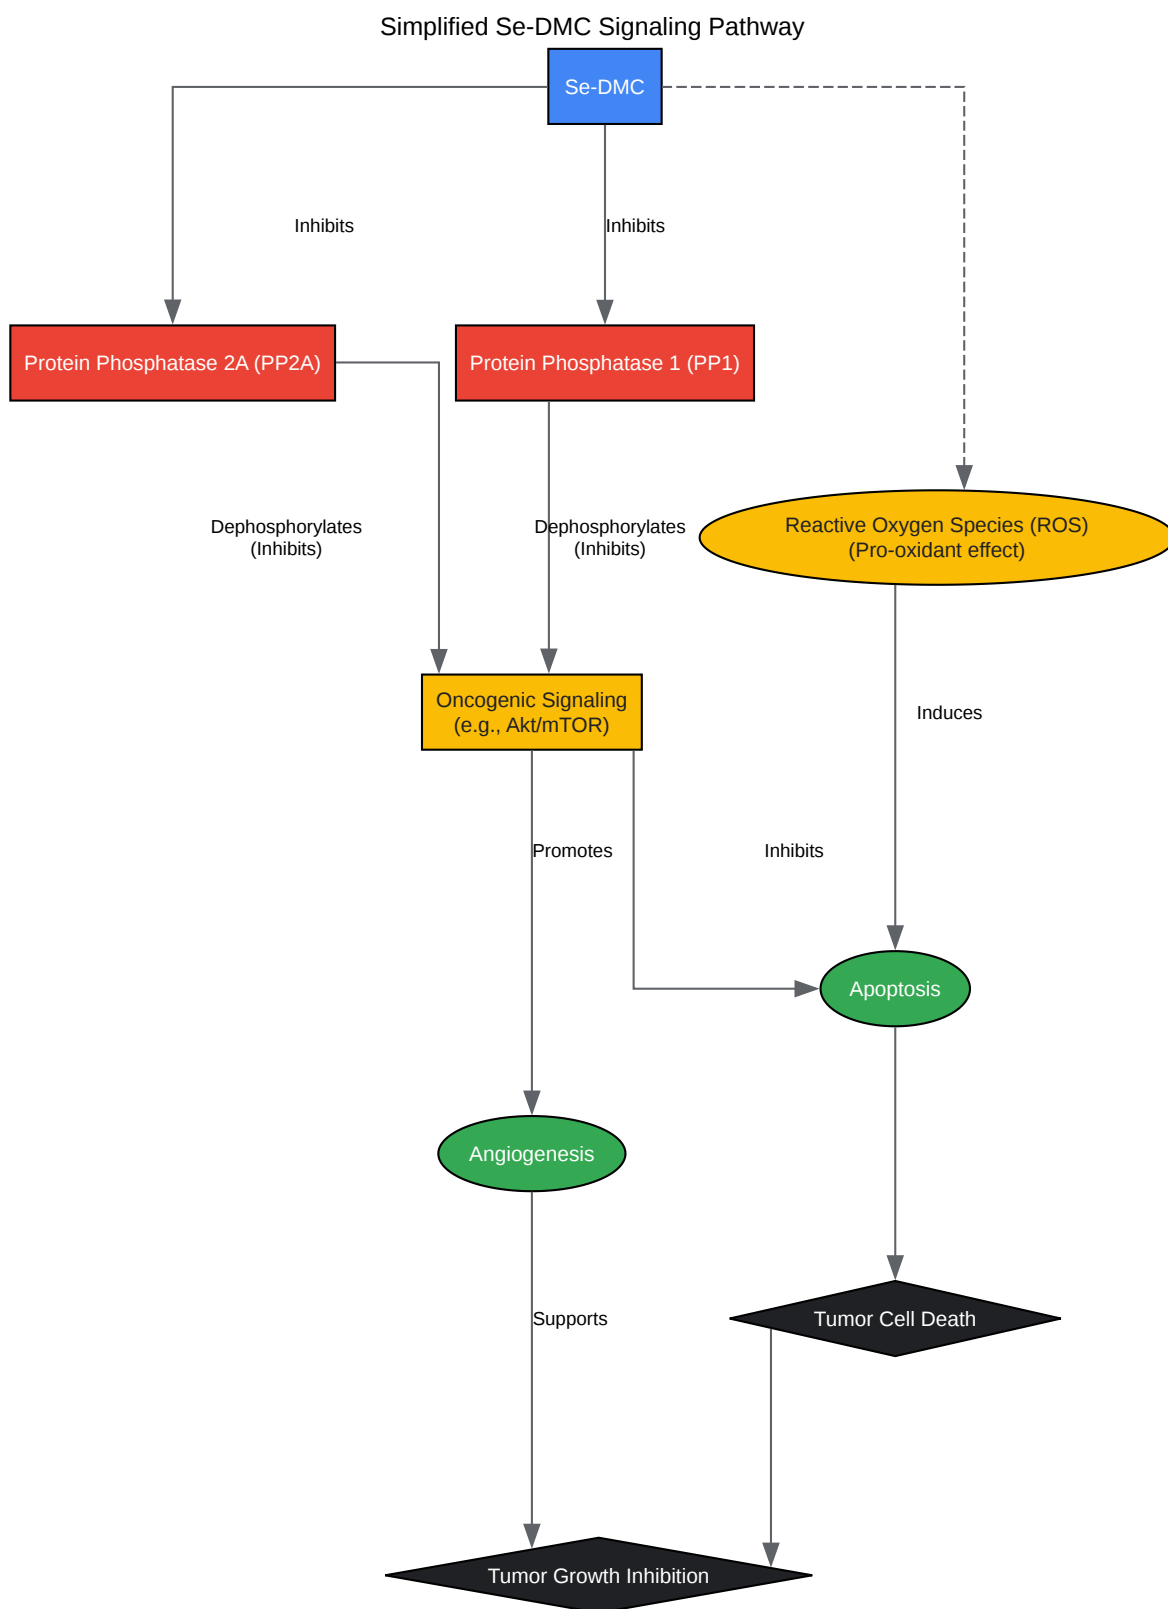 Simplified Se-DMC Signaling Pathway
Se-DMC
Inhibits
Inhibits
Protein Phosphatase 2A (PP2A)
Protein Phosphatase 1 (PP1)
Dephosphorylates
(Inhibits)
Dephosphorylates
(Inhibits)
Reactive Oxygen Species (ROS)
(Pro-oxidant effect)
Oncogenic Signaling
(e.g., Akt/mTOR)
Induces
Promotes
Inhibits
Apoptosis
Angiogenesis
Supports
Tumor Cell Death
Tumor Growth Inhibition